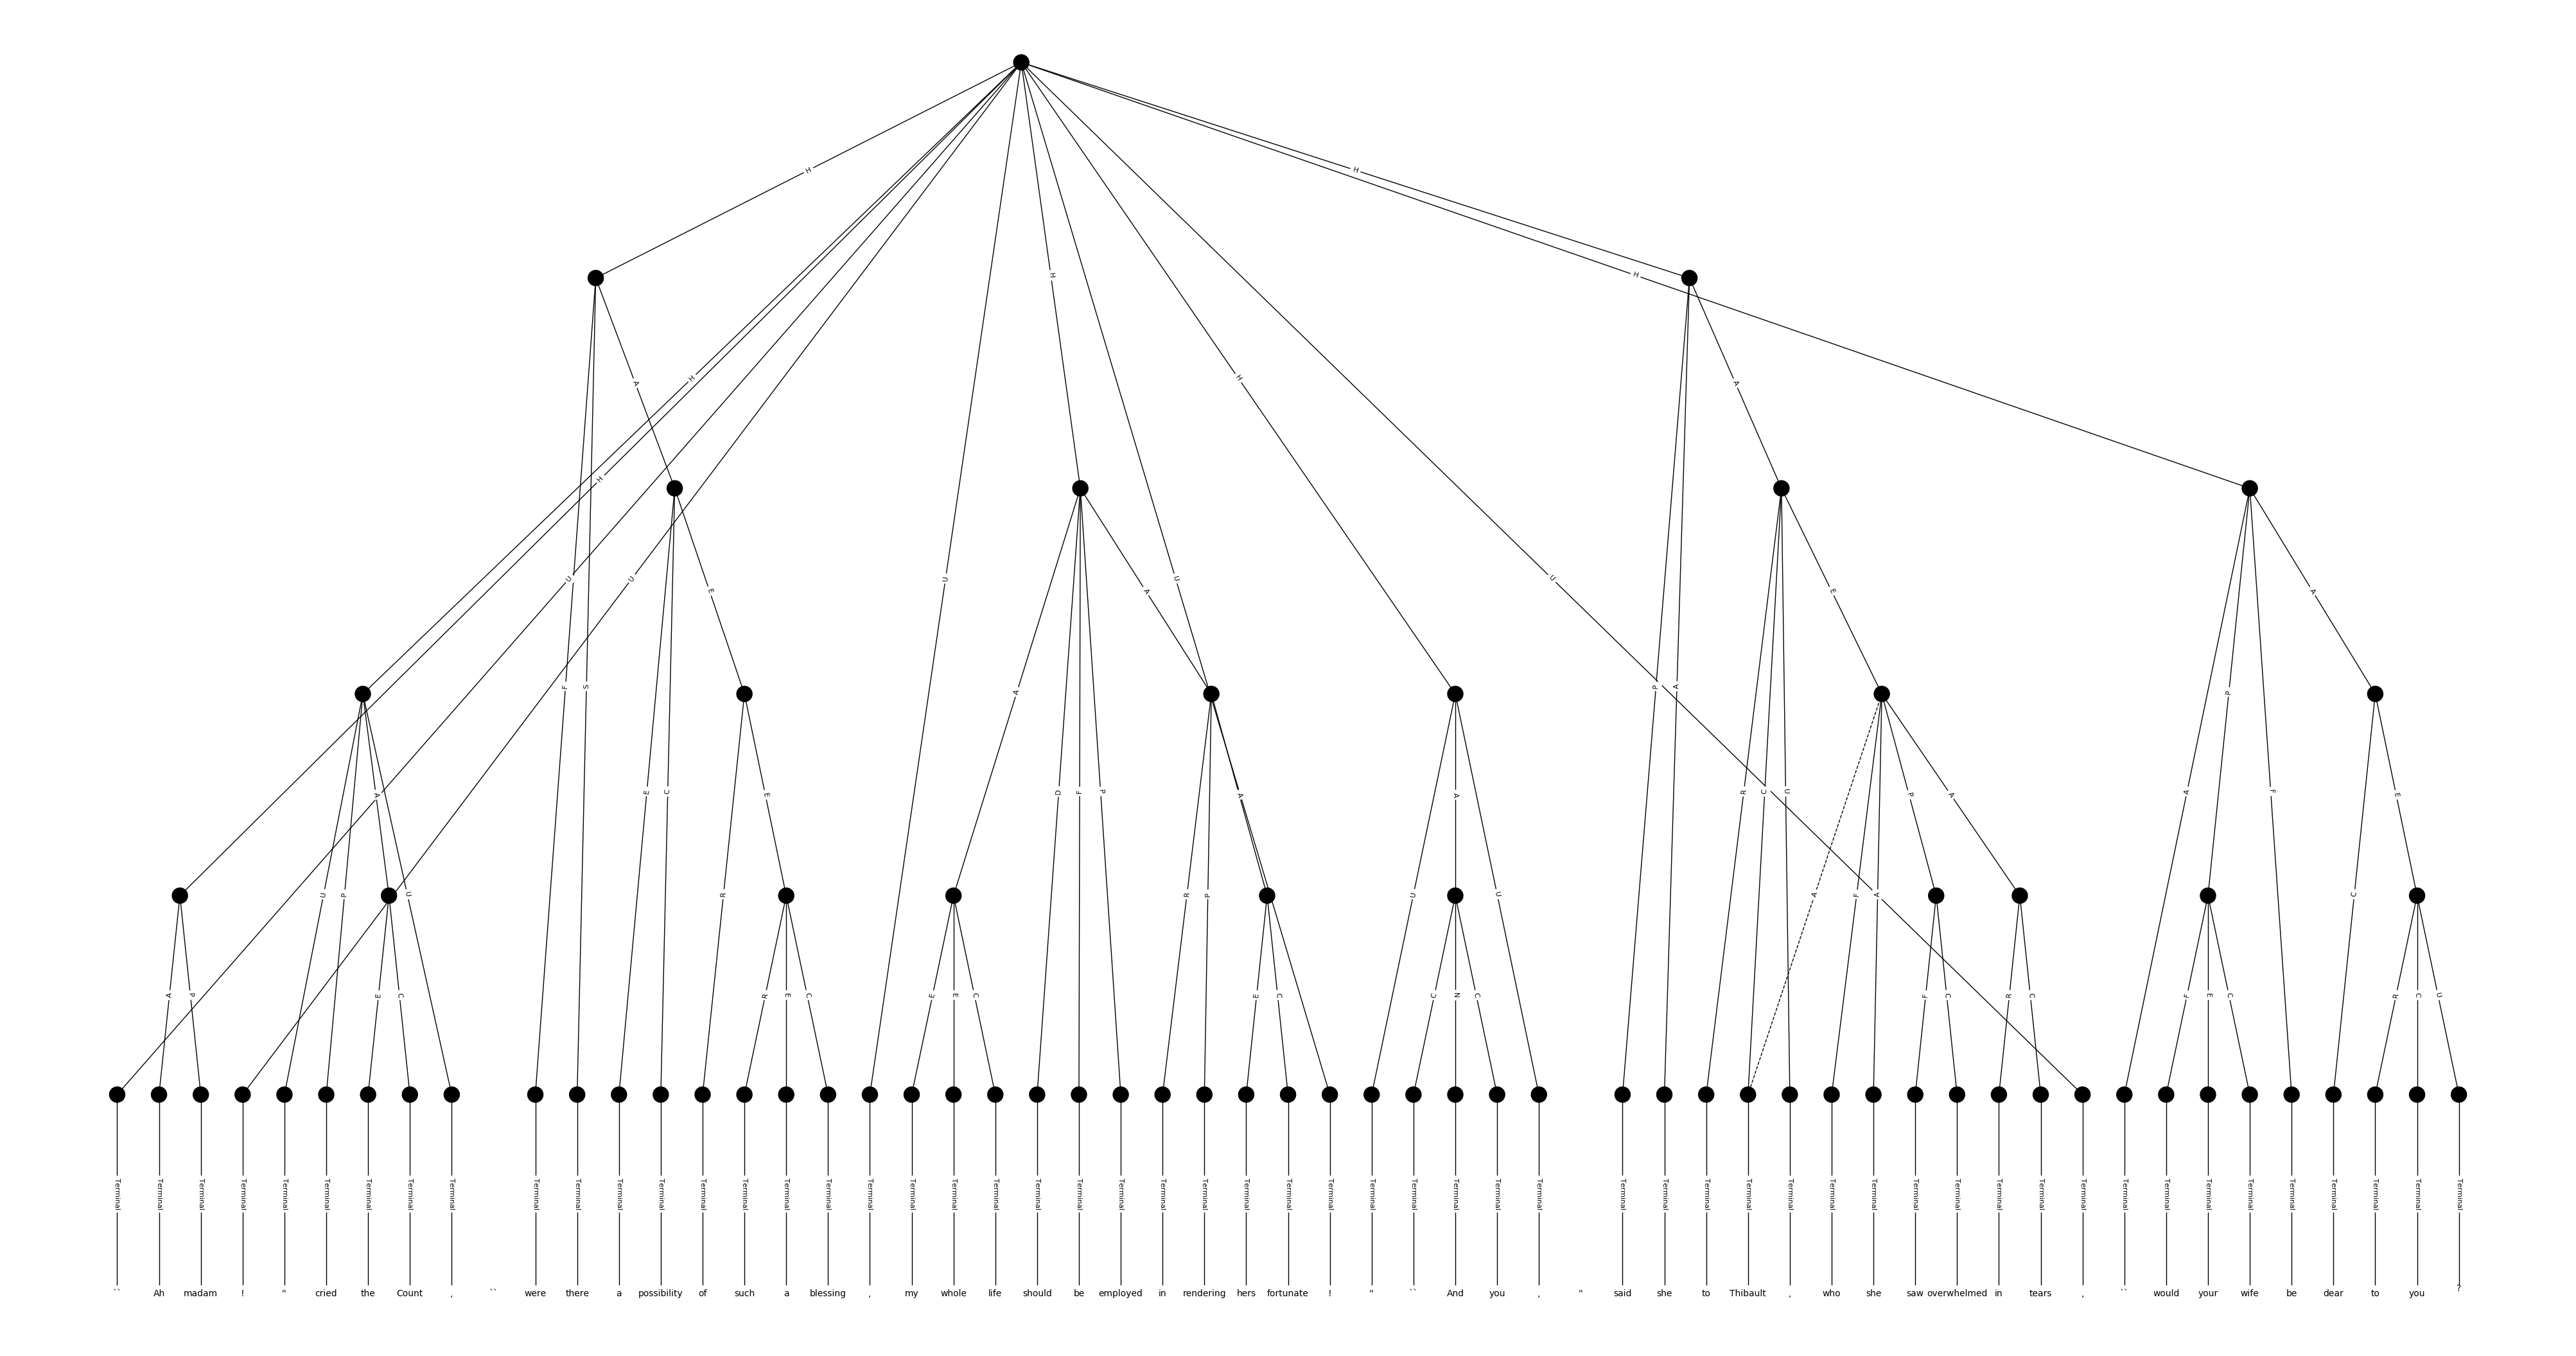 H H
H H
A H H A
H
U U E U A U U E A
F S A P A P
A E C E D F P A A R C U P A A F E
U P U R R P U U A F A C
A P E C R E C E E C E C C N C F C R C F E C R C U
Terminal Terminal Terminal Terminal Terminal Terminal Terminal Terminal Terminal Terminal Terminal Terminal Terminal Terminal Terminal Terminal Terminal Terminal Terminal Terminal Terminal Terminal Terminal Terminal Terminal Terminal Terminal Terminal Terminal Terminal Terminal Terminal Terminal Terminal Terminal Terminal Terminal Terminal Terminal Terminal Terminal Terminal Terminal Terminal Terminal Terminal Terminal Terminal Terminal Terminal Terminal Terminal Terminal Terminal Terminal
`` Ah madam ! " cried the Count , `` were there a possibility of such a blessing , my whole life should be employed in rendering hers fortunate ! " `` And you , " said she to Thibault , who she saw overwhelmed in tears , `` would your wife be dear to you ?